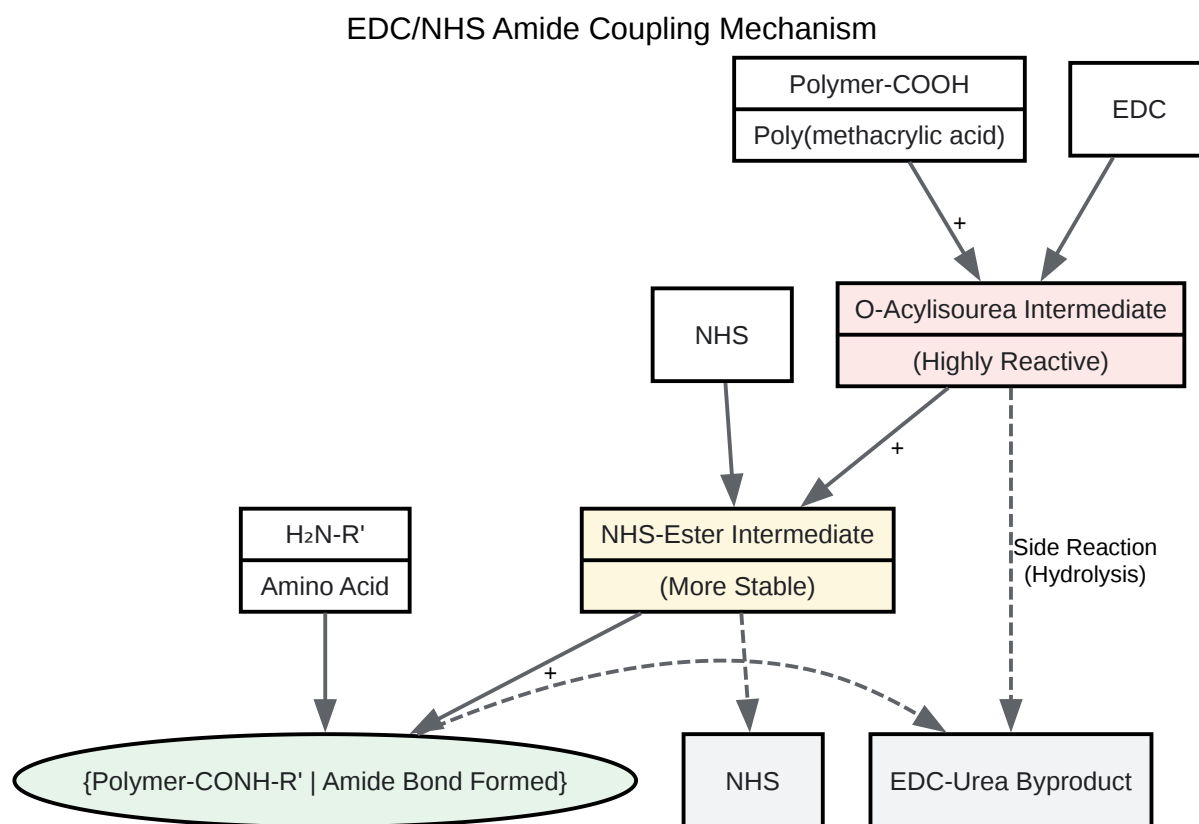 EDC/NHS Amide Coupling Mechanism
Polymer-COOH
Poly(methacrylic acid)
EDC
+
O-Acylisourea Intermediate
(Highly Reactive)
NHS
+
H₂N-R'
Amino Acid
NHS-Ester Intermediate
(More Stable)
Side Reaction
(Hydrolysis)
+
{Polymer-CONH-R' | Amide Bond Formed}
NHS
EDC-Urea Byproduct